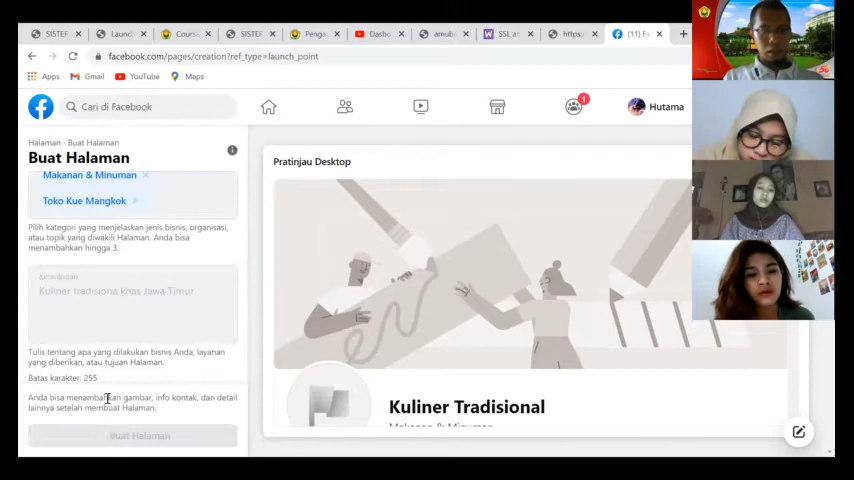 SISTER
Launch
Cours
SISTER
Penge
Dasbo
amub
SSL an
https:/
(11) Fa
facebook.com/pages/creation?ref_type=launch_point
Apps
Gmail
YouTube
Maps
Cari di Facebook
1
Hutama
Halaman › Buat Halaman
Buat Halaman
Makanan & Minuman ×
Toko Kue Mangkok ×
Pilih kategori yang menjelaskan jenis bisnis, organisasi,
atau topik yang diwakili Halaman. Anda bisa
menambahkan hingga 3.
Keterangan
Kuliner tradisiona khas Jawa Timur
Tulis tentang apa yang dilakukan bisnis Anda, layanan
yang diberikan, atau tujuan Halaman.
Batas karakter: 255
Anda bisa menambahkan gambar, info kontak, dan detail
lainnya setelah membuat Halaman.
Buat Halaman
Pratinjau Desktop
Kuliner Tradisional
Makanan & Minuman